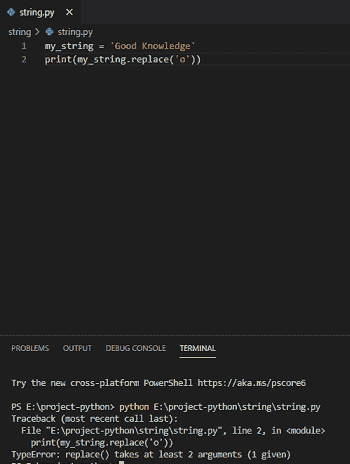 string.py ×
string > string.py
1 my_string = 'Good Knowledge'
2 print(my_string.replace('o'))
PROBLEMS OUTPUT DEBUG CONSOLE TERMINAL
Try the new cross-platform PowerShell https://aka.ms/pscore6
PS E:\project-python> python E:\project-python\string\string.py
Traceback (most recent call last):
File "E:\project-python\string\string.py", line 2, in <module>
print(my_string.replace('o'))
TypeError: replace() takes at least 2 arguments (1 given)